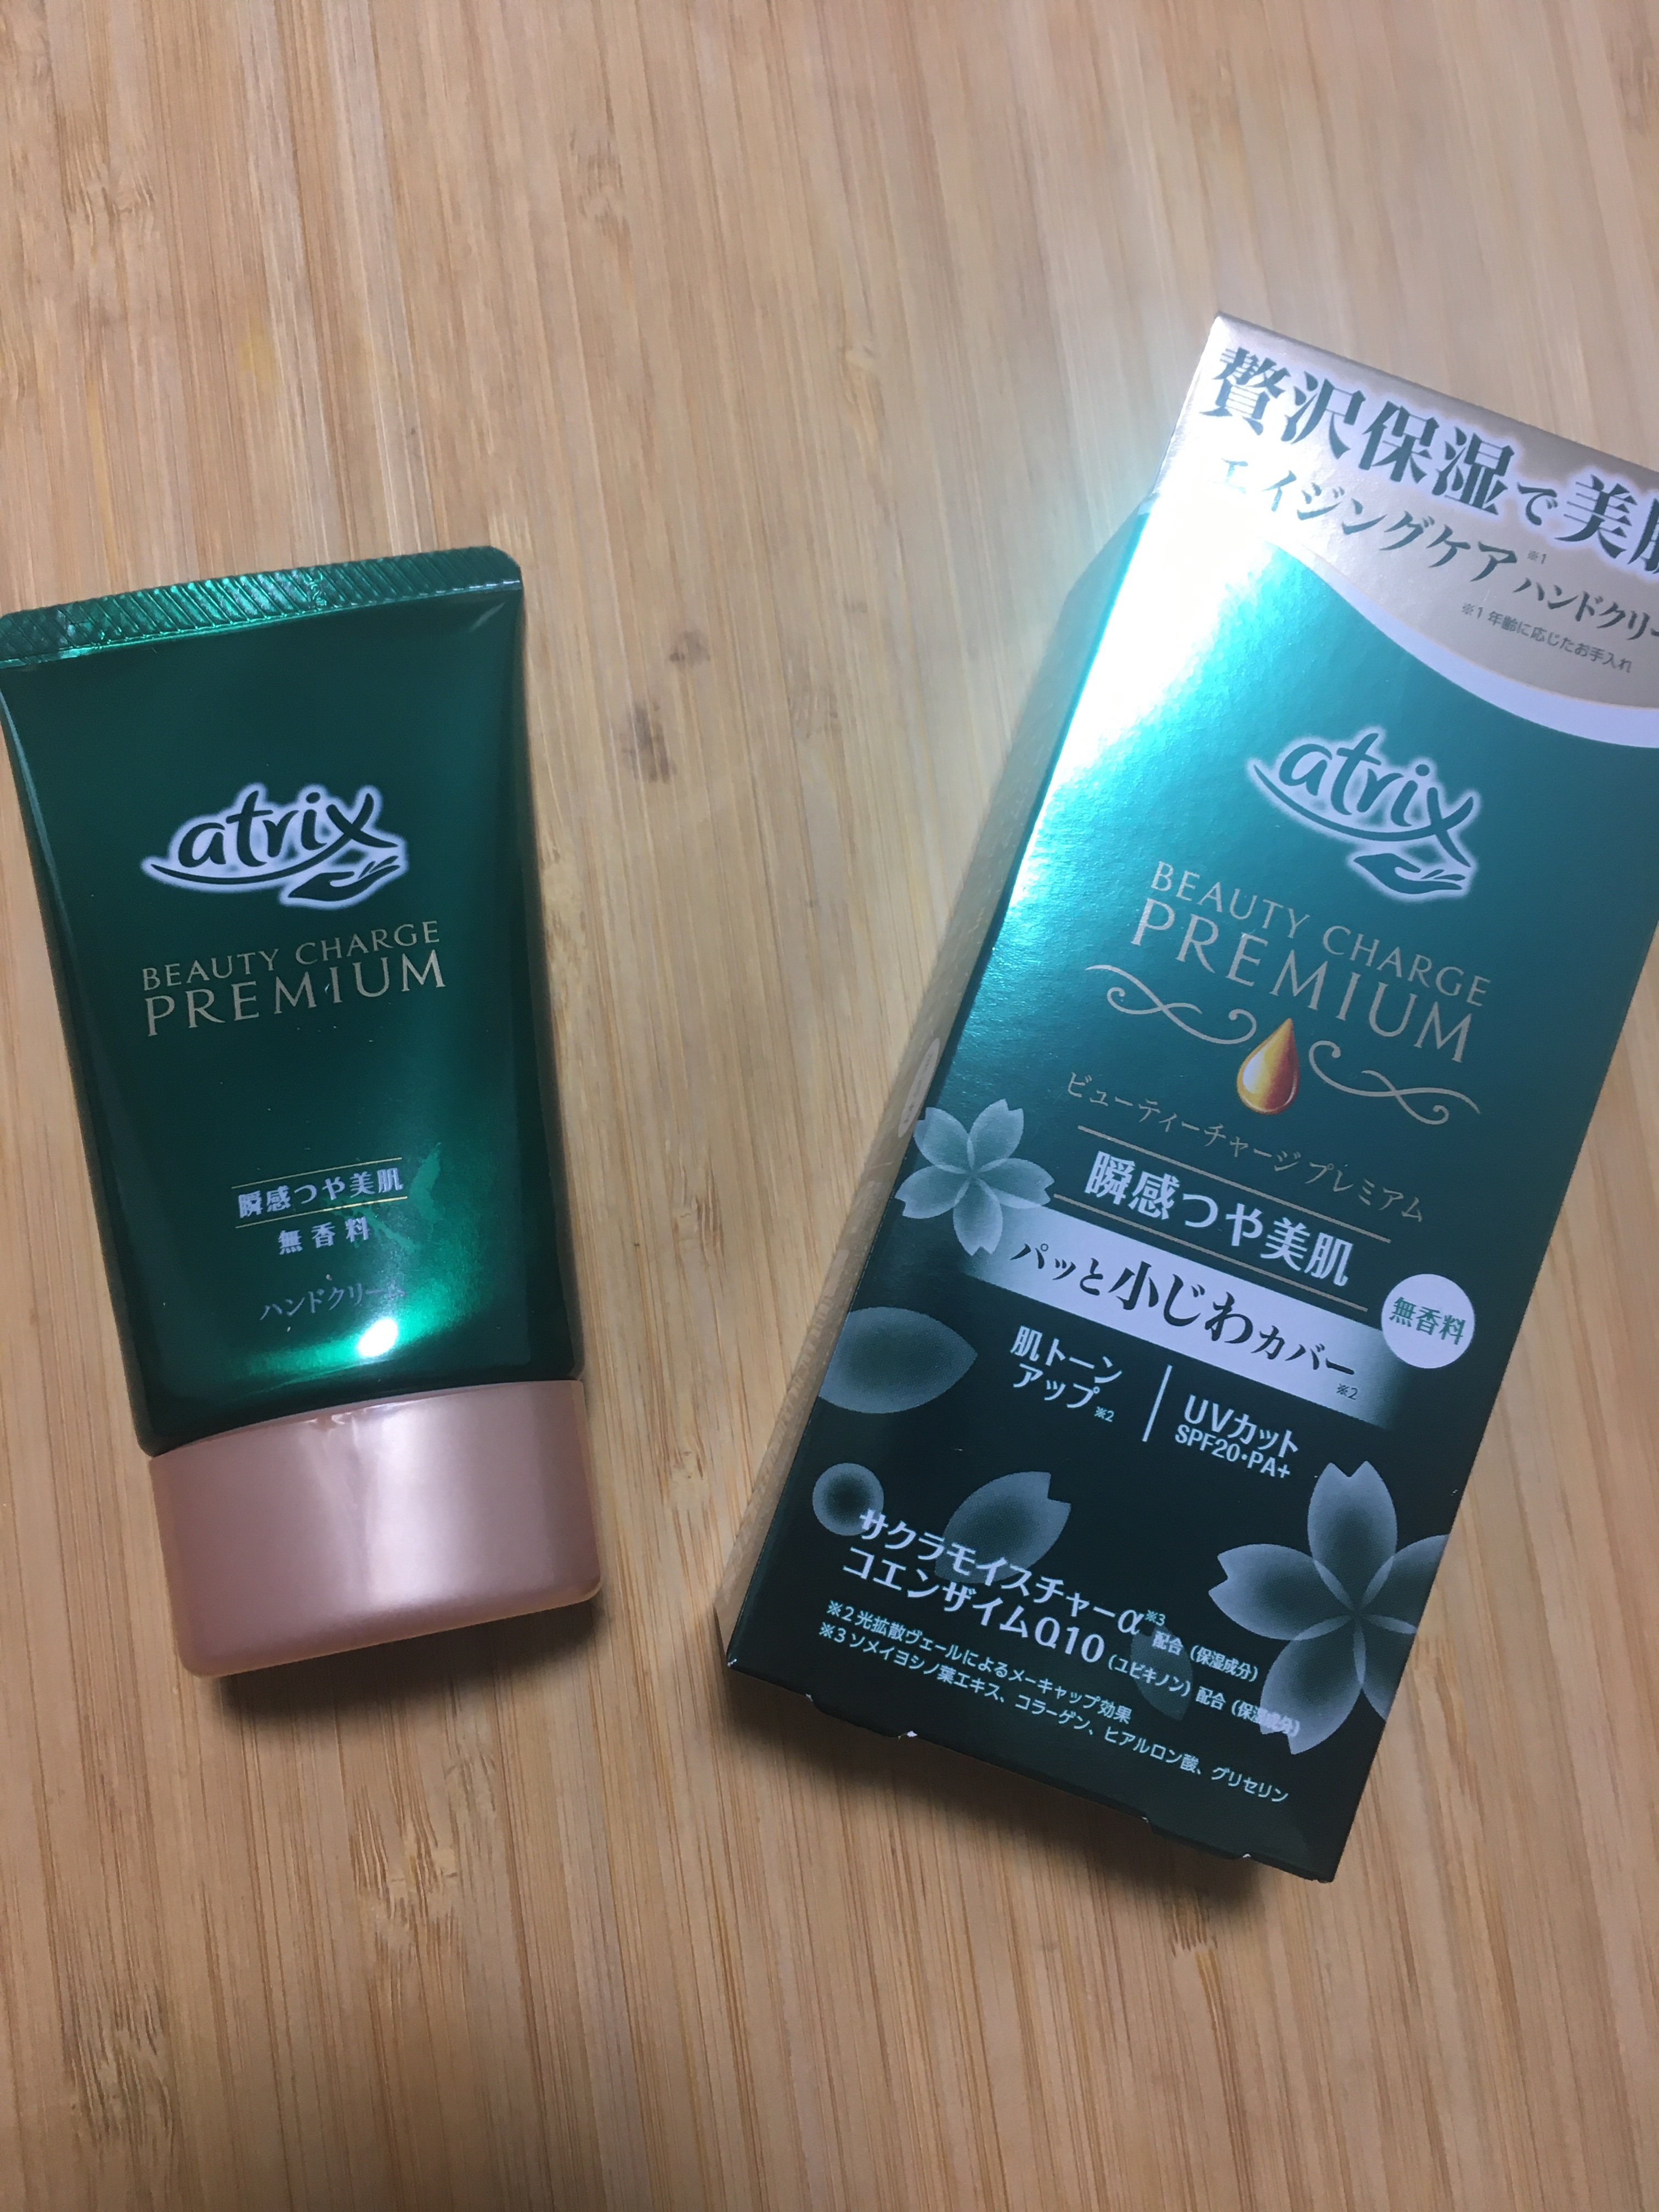 atrix
BEAUTY CHARGE
PREMIUM
瞬感つや美肌
無香料
ハンドクリーム
贅沢保湿で美肌
エイジングケア※1ハンドクリー
※1 年齢に応じたお手入れ
atrix
BEAUTY CHARGE
PREMIUM
ビューティーチャージ プレミアム
瞬感つや美肌
パッと小じわカバー※2
無香料
肌トーン
アップ※2
UVカット
SPF20・PA+
サクラモイスチャーα※3配合(保湿成分)
コエンザイムQ10(ユビキノン)配合(保湿成分)
※2 光拡散ヴェールによるメーキャップ効果
※3 ソメイヨシノ葉エキス、コラーゲン、ヒアルロン酸、グリセリン